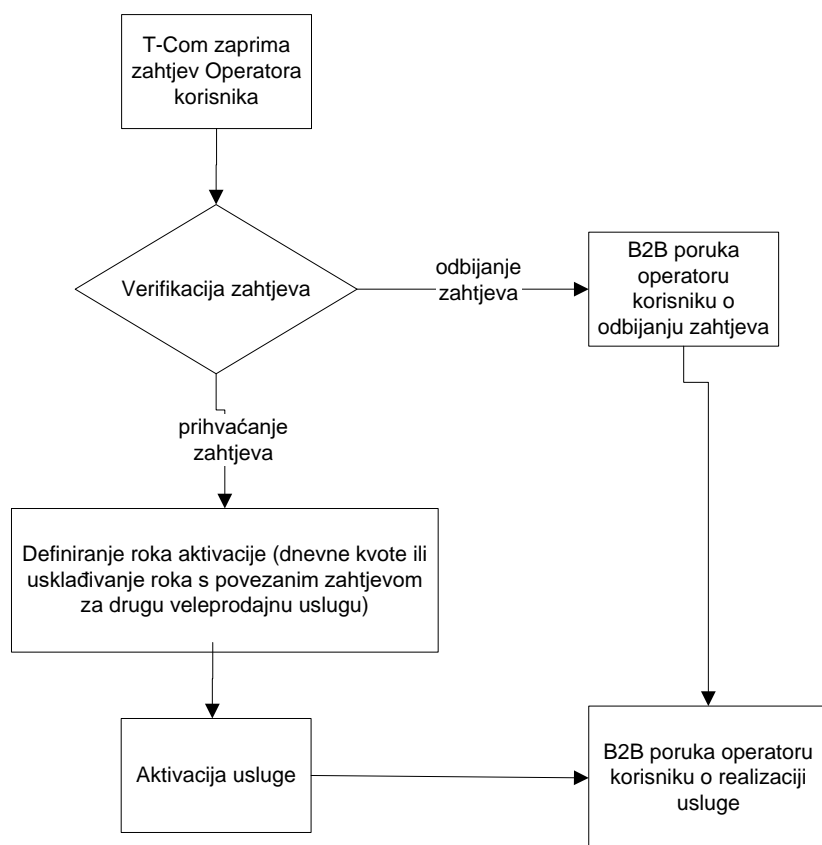 T-Com zaprima
zahtjev Operatora
korisnika
Verifikacija zahtjeva
odbijanje
zahtjeva
B2B poruka
operatoru
korisniku o
odbijanju zahtjeva
prihvaćanje
zahtjeva
Definiranje roka aktivacije (dnevne kvote ili
usklađivanje roka s povezanim zahtjevom
za drugu veleprodajnu uslugu)
Aktivacija usluge
B2B poruka operatoru
korisniku o realizaciji
usluge